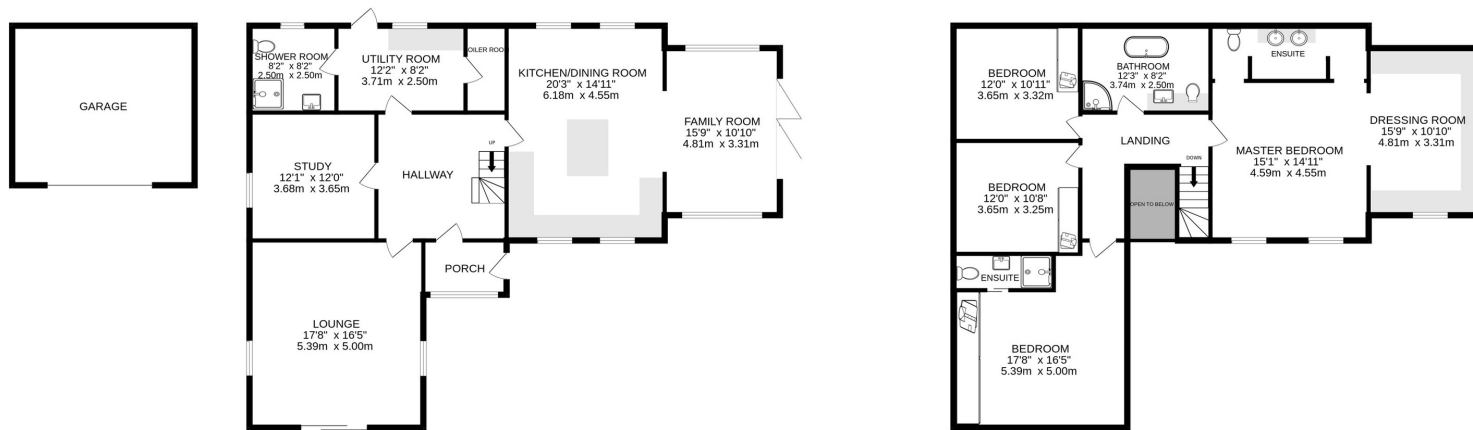 GARAGE
SHOWER ROOM
8'2" x 8'2"
2.50m x 2.50m
UTILITY ROOM
12'2" x 8'2"
3.71m x 2.50m
OILER ROO
KITCHEN/DINING ROOM
20'3" x 14'11"
6.18m x 4.55m
FAMILY ROOM
15'9" x 10'10"
4.81m x 3.31m
STUDY
12'1" x 12'0"
3.68m x 3.65m
HALLWAY
UP
PORCH
LOUNGE
17'8" x 16'5"
5.39m x 5.00m
BEDROOM
12'0" x 10'11"
3.65m x 3.32m
BATHROOM
12'3" x 8'2"
3.74m x 2.50m
ENSUITE
DRESSING ROOM
15'9" x 10'10"
4.81m x 3.31m
LANDING
MASTER BEDROOM
15'1" x 14'11"
4.59m x 4.55m
DOWN
BEDROOM
12'0" x 10'8"
3.65m x 3.25m
OPEN TO BELOW
ENSUITE
BEDROOM
17'8" x 16'5"
5.39m x 5.00m